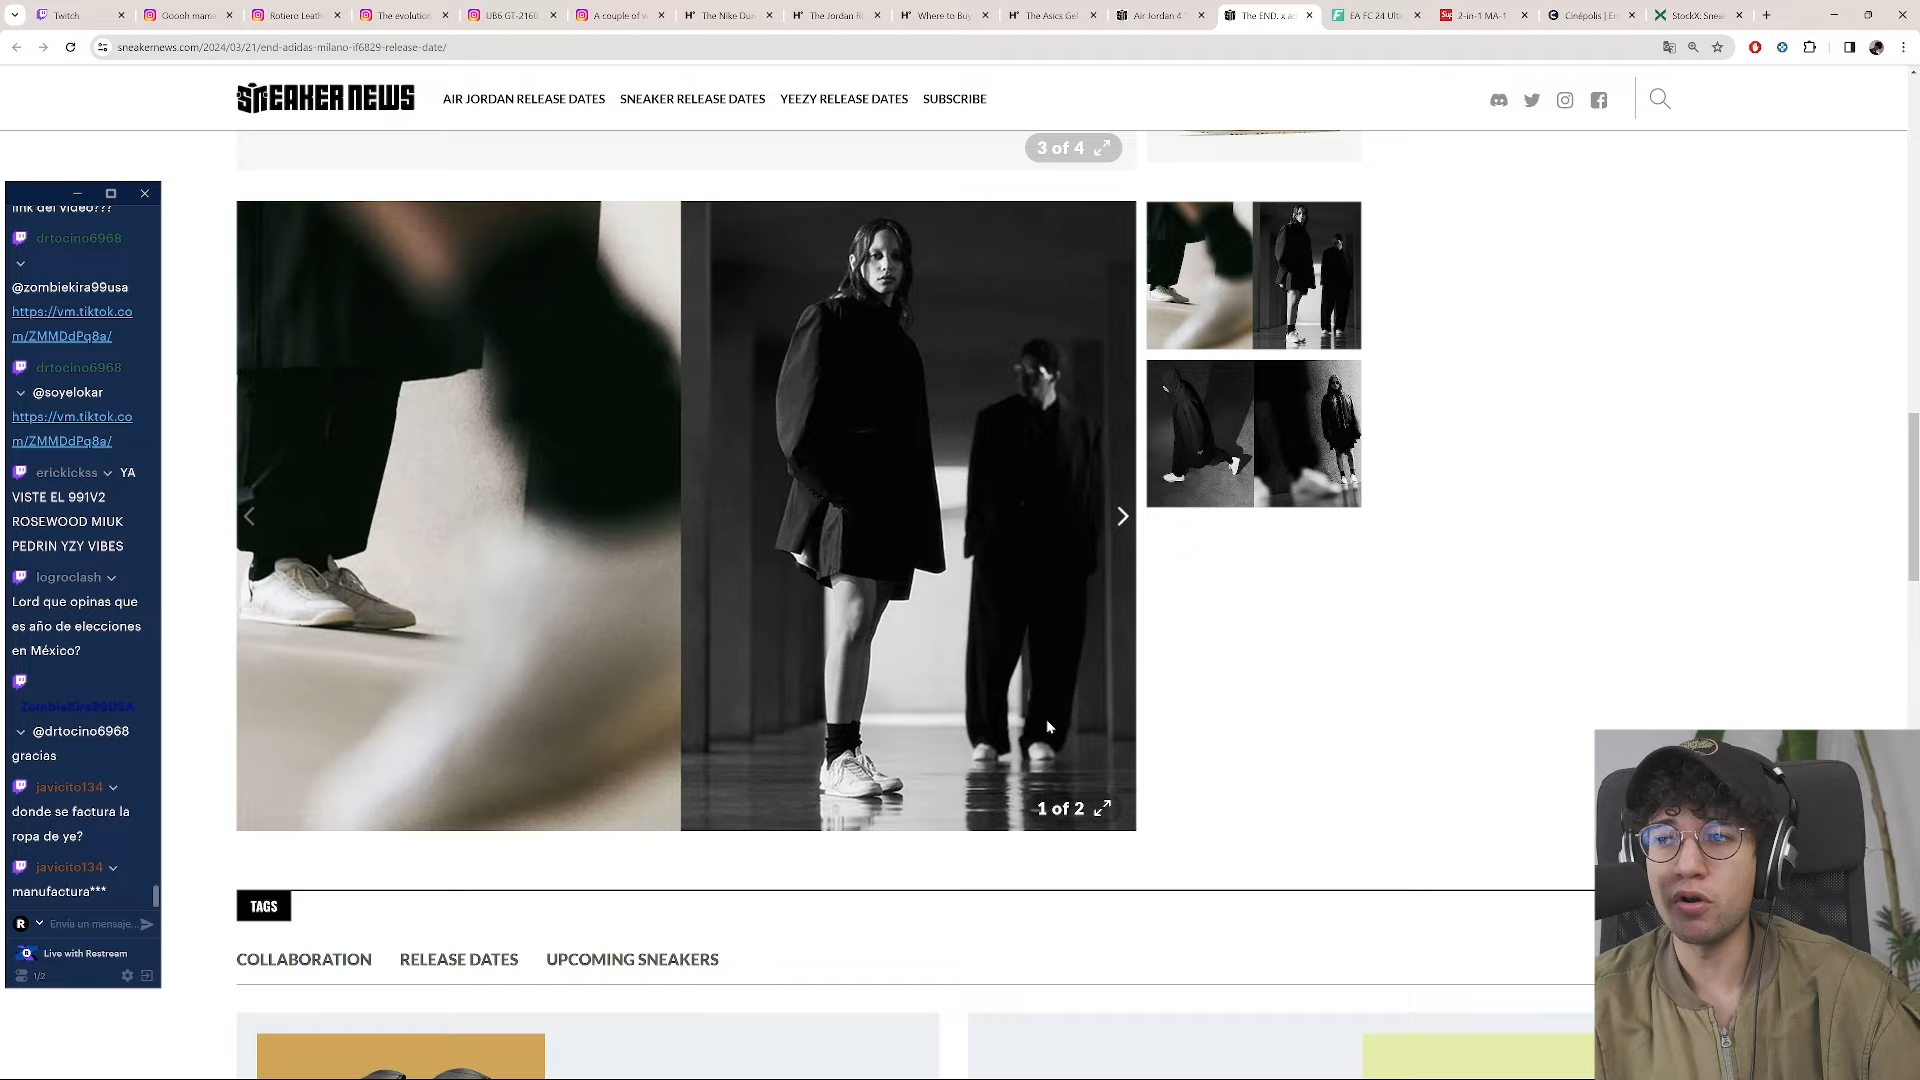 Twitch
Ooooh mama
Rotiero Leath
The evolution
UB6 GT-2160
A couple of w
The Nike Dun
The Jordan R
Where to Buy
The Asics Gel
Air Jordan 4
The END. x ad
EA FC 24 Ulti
2-in-1 MA-1
Cinépolis | En
StockX: Sneak
sneakernews.com/2024/03/21/end-adidas-milano-if6829-release-date/
SNEAKER NEWS
AIR JORDAN RELEASE DATES
SNEAKER RELEASE DATES
YEEZY RELEASE DATES
SUBSCRIBE
3 of 4
link del video???
drtocino6968
@zombiekira99usa
https://vm.tiktok.co
m/ZMMDdPq8a/
drtocino6968
@soyelokar
https://vm.tiktok.co
m/ZMMDdPq8a/
erickickss YA
VISTE EL 991V2
ROSEWOOD MIUK
PEDRIN YZY VIBES
logroclash
Lord que opinas que
es año de elecciones
en México?
ZombieKira99USA
@drtocino6968
gracias
javicito134
donde se factura la
ropa de ye?
javicito134
manufactura***
R
Envía un mensaje...
Live with Restream
1/2
1 of 2
TAGS
COLLABORATION
RELEASE DATES
UPCOMING SNEAKERS